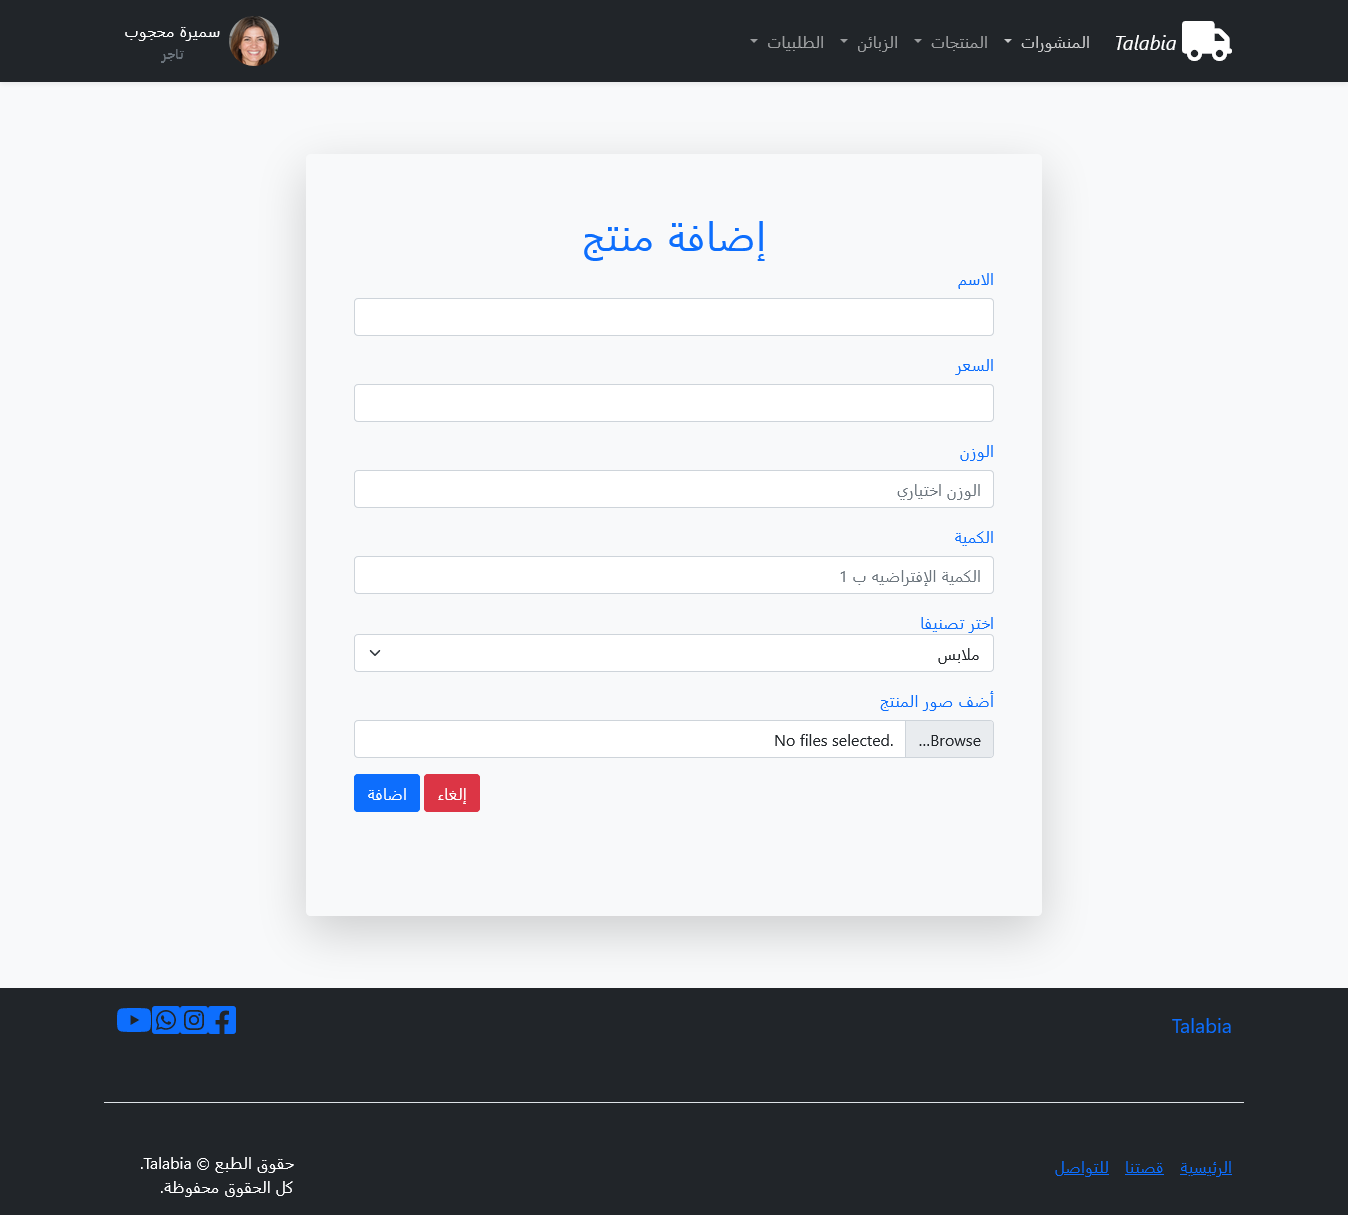 Talabia
المنشورات
المنتجات
الزبائن
الطلبيات
سميرة محجوب
تاجر
إضافة منتج
الاسم
السعر
الوزن
الوزن اختياري
الكمية
الكمية الإفتراضيه ب 1
اختر تصنيفا
ملابس
أضف صور المنتج
Browse...
No files selected.
إلغاء
اضافة
Talabia
الرئيسية
قصتنا
للتواصل
حقوق الطبع © Talabia.
كل الحقوق محفوظة.